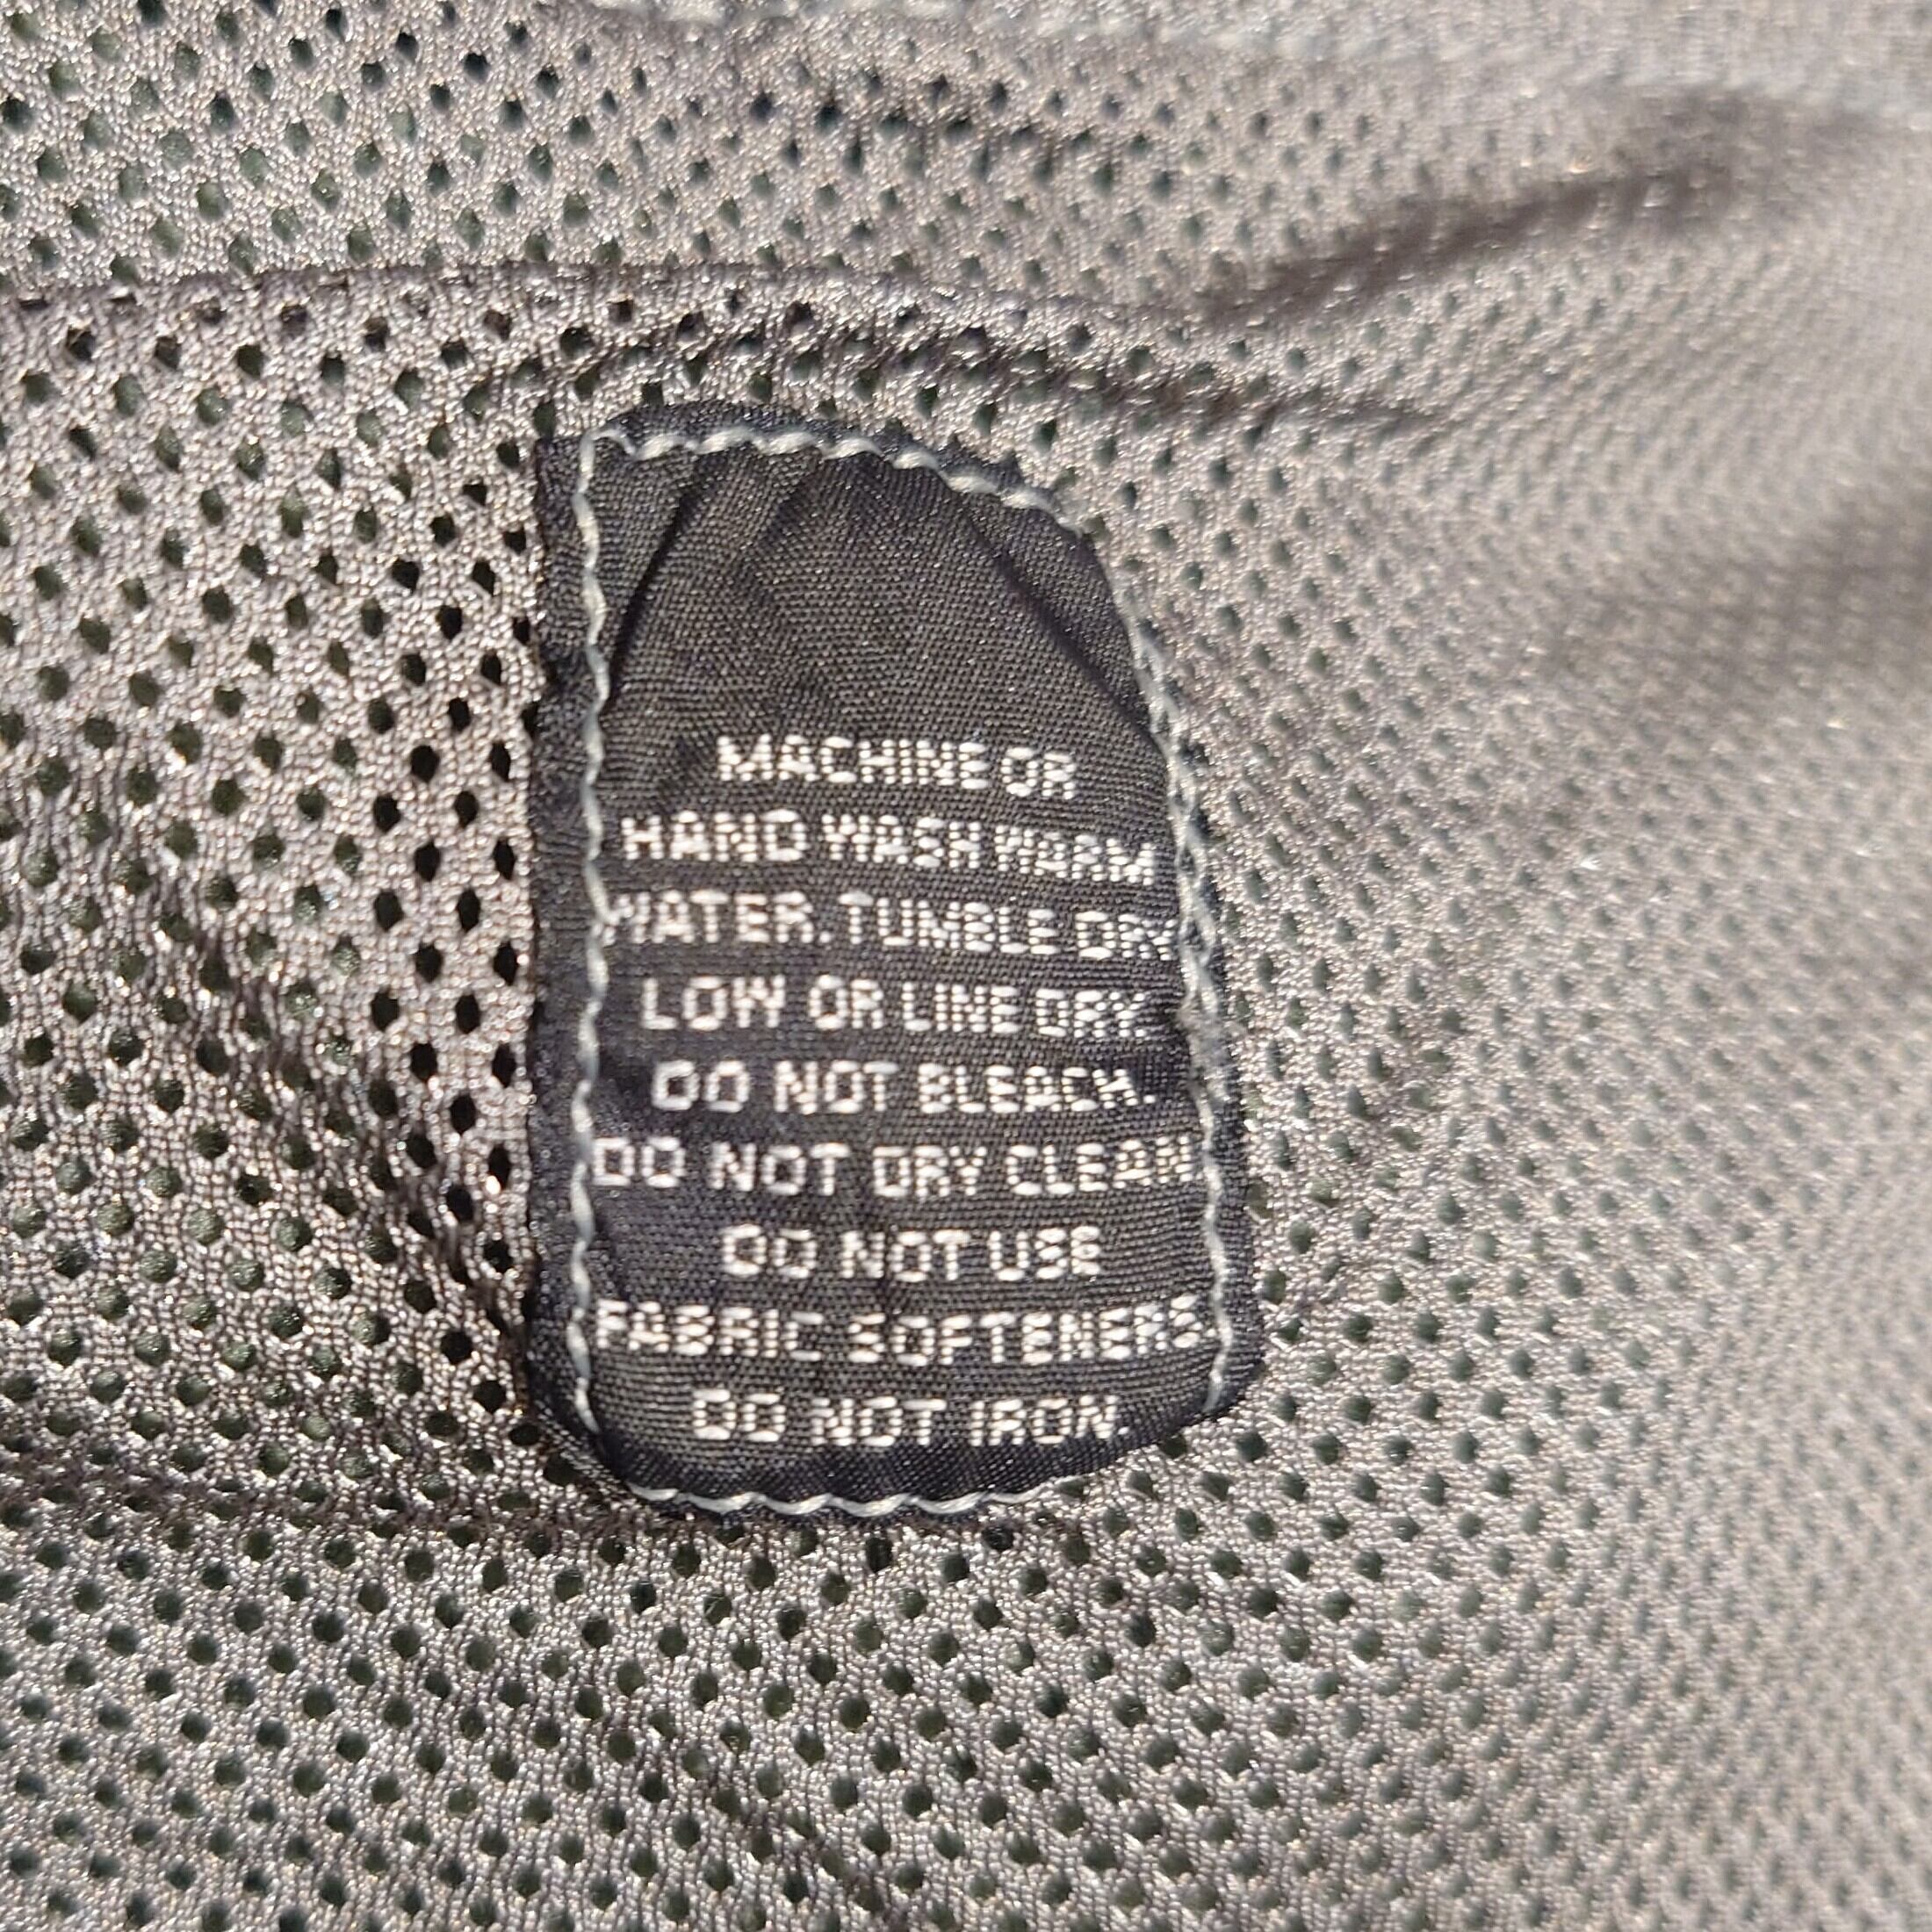 MACHINE OR
HAND WASH WARM
WATER. TUMBLE DRY
LOW OR LINE DRY.
DO NOT BLEACH.
DO NOT DRY CLEAN
DO NOT USE
FABRIC SOFTENERS.
DO NOT IRON.